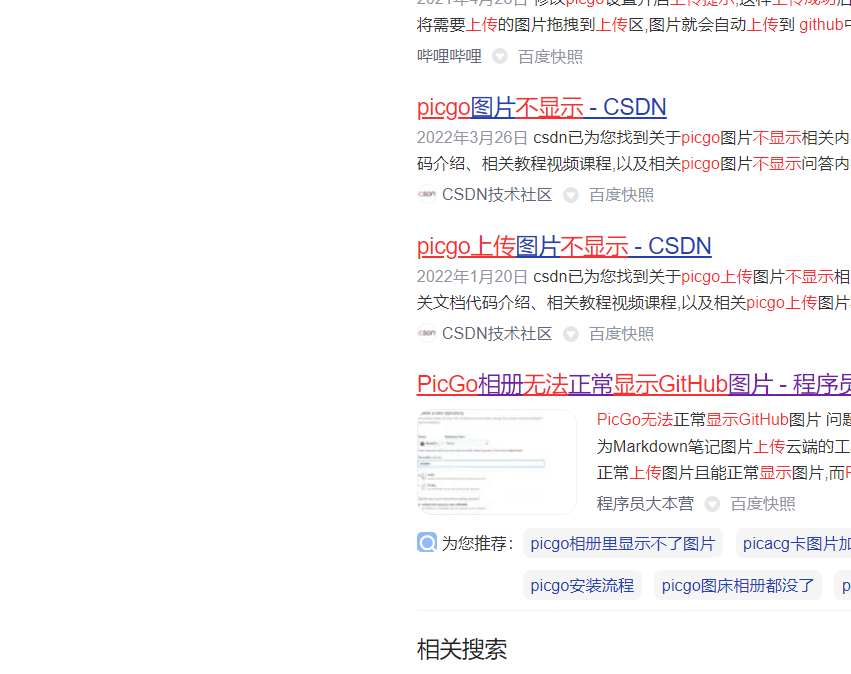 将需要上传的图片拖拽到上传区,图片就会自动上传到 github
哔哩哔哩 百度快照
picgo图片不显示 - CSDN
2022年3月26日 csdn已为您找到关于picgo图片不显示相关内
码介绍、相关教程视频课程,以及相关picgo图片不显示问答内
CSDN CSDN技术社区 百度快照
picgo上传图片不显示 - CSDN
2022年1月20日 csdn已为您找到关于picgo上传图片不显示相
关文档代码介绍、相关教程视频课程,以及相关picgo上传图片
CSDN CSDN技术社区 百度快照
PicGo相册无法正常显示GitHub图片 - 程序员
PicGo无法正常显示GitHub图片 问题
为Markdown笔记图片上传云端的工
正常上传图片且能正常显示图片,而
程序员大本营 百度快照
为您推荐: picgo相册里显示不了图片 picacg卡图片加
picgo安装流程 picgo图床相册都没了 p
相关搜索